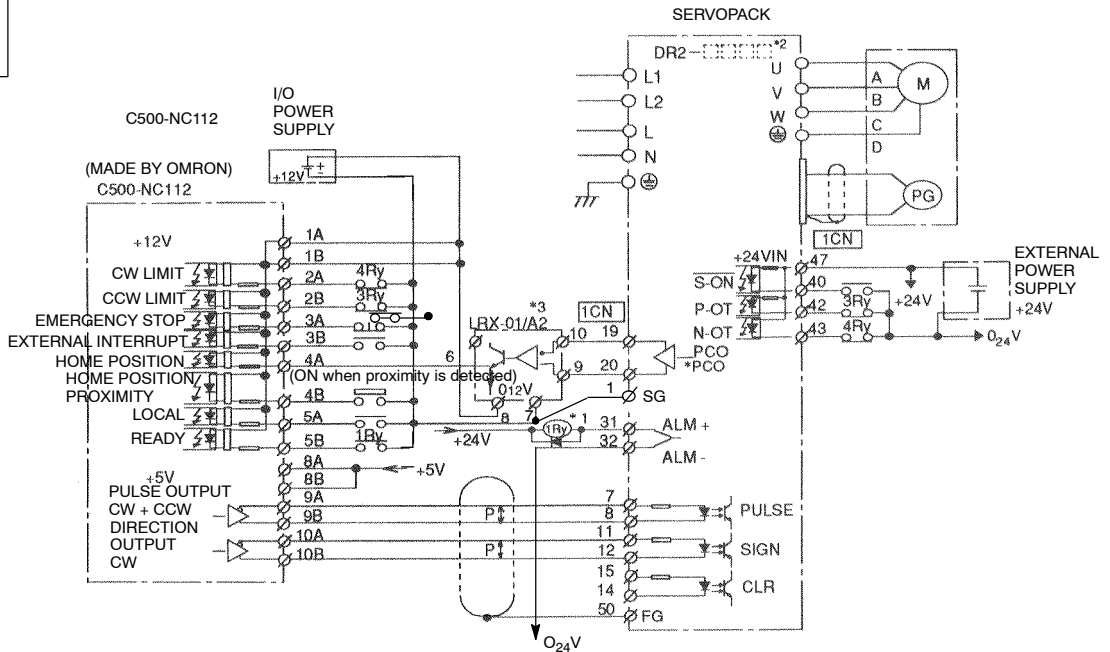 SERVOPACK
DR2 *2
L1
L2
L
N
U
V
W
A
B
C
D
M
PG
1CN
I/O
POWER
SUPPLY
+12V
C500-NC112
(MADE BY OMRON)
C500-NC112
+12V
CW LIMIT
CCW LIMIT
EMERGENCY STOP
EXTERNAL INTERRUPT
HOME POSITION
HOME POSITION
PROXIMITY
LOCAL
READY
+5V
PULSE OUTPUT
CW + CCW
DIRECTION
OUTPUT
CW
1A
1B
2A
2B
3A
3B
4A
4B
5A
5B
8A
8B
9A
9B
10A
10B
4Ry
3Ry
(ON when proximity is detected)
1Ry
+5V
*3
RX-01/A2
6
10
9
012V
8
7
+24V
1Ry
*1
P
P
1CN
19
20
1
31
32
7
8
11
12
15
14
50
PCO
*PCO
SG
ALM +
ALM -
PULSE
SIGN
CLR
FG
O24V
+24VIN
S-ON
P-OT
N-OT
47
40
42
43
3Ry
4Ry
+24V
024V
EXTERNAL
POWER
SUPPLY
+24V